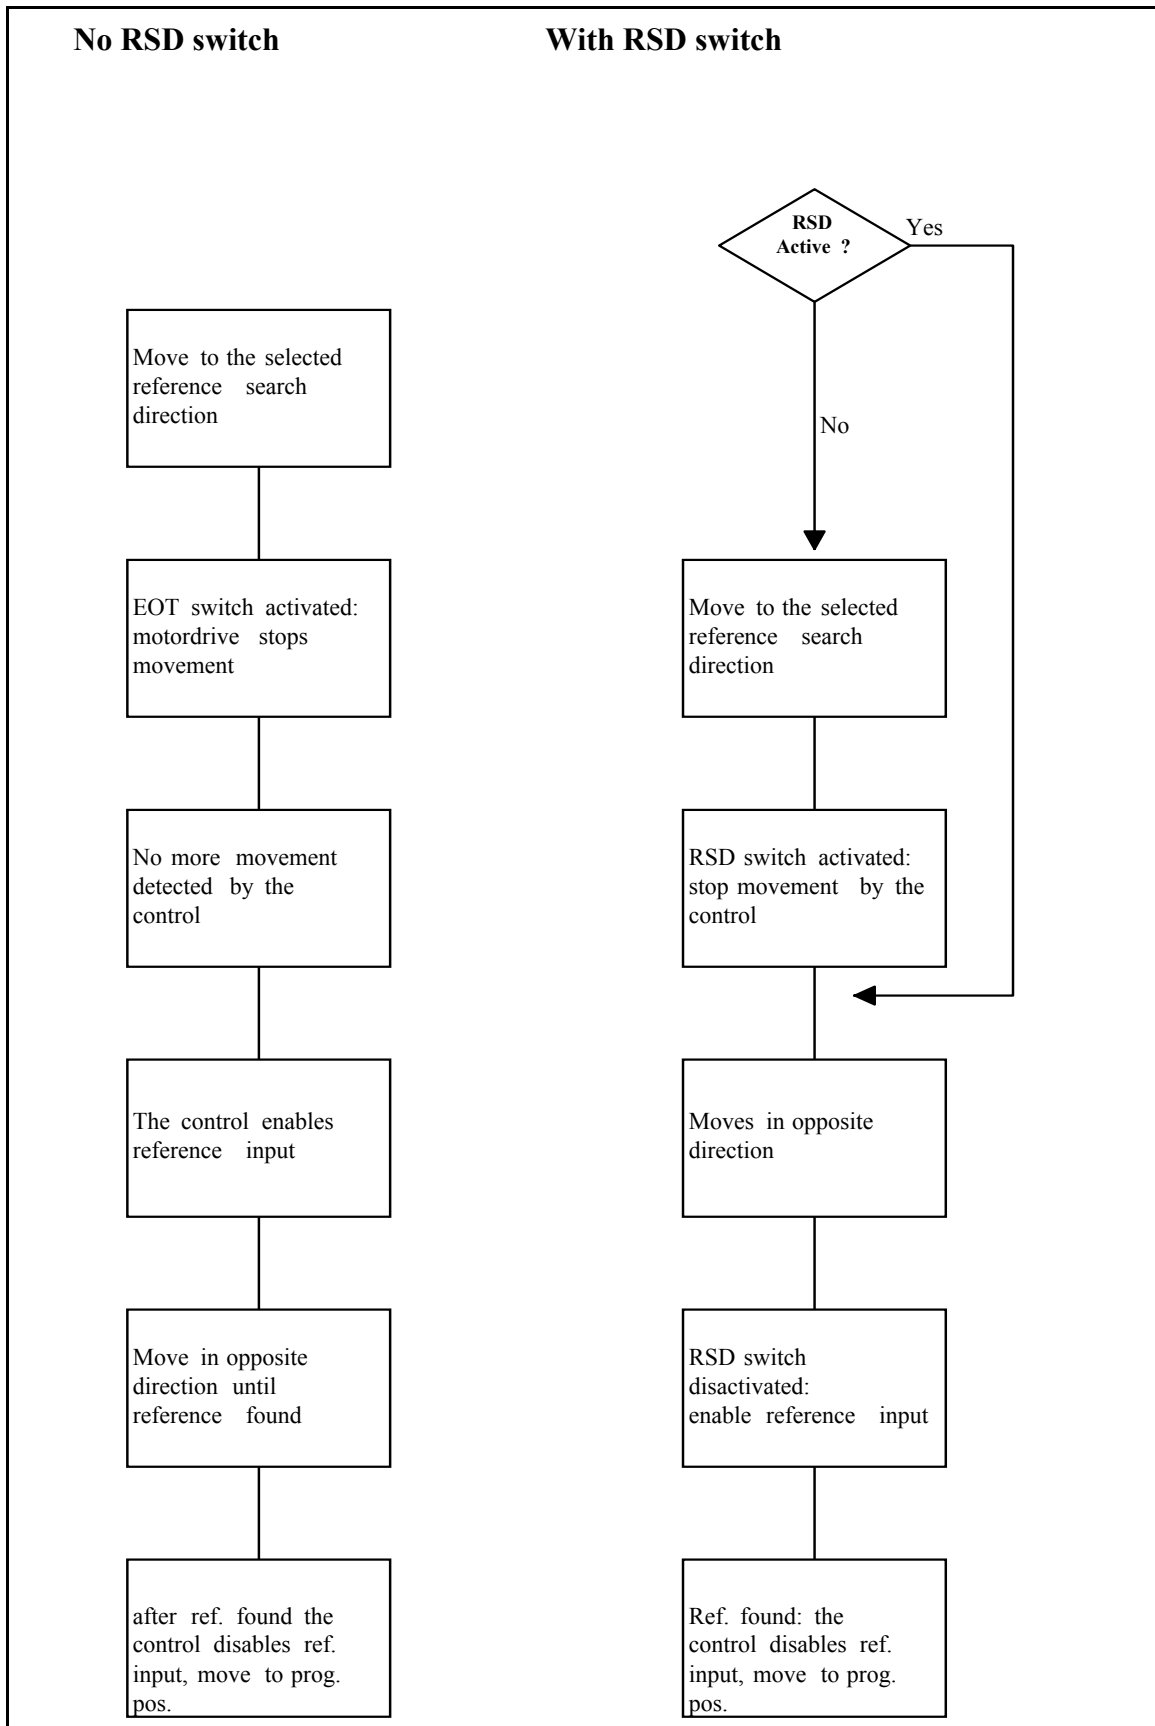 No RSD switch
With RSD switch
Move to the selected
reference search
direction
EOT switch activated:
motordrive stops
movement
No more movement
detected by the
control
The control enables
reference input
Move in opposite
direction until
reference found
after ref. found the
control disables ref.
input, move to prog.
pos.
RSD
Active ?
Yes
No
Move to the selected
reference search
direction
RSD switch activated:
stop movement by the
control
Moves in opposite
direction
RSD switch
disactivated:
enable reference input
Ref. found: the
control disables ref.
input, move to prog.
pos.